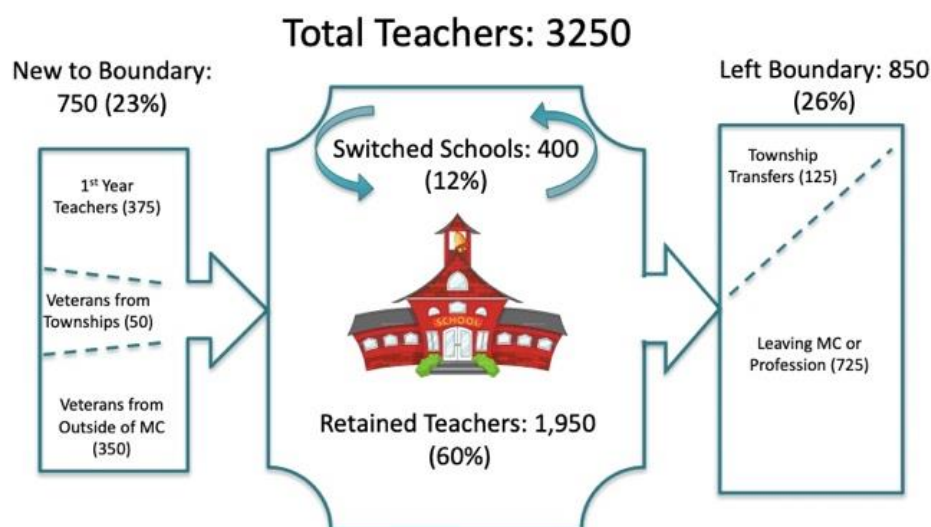 Total Teachers: 3250
New to Boundary:
750 (23%)
1st Year
Teachers (375)
Veterans from
Townships (50)
Veterans from
Outside of MC
(350)
Switched Schools: 400
(12%)
SCHOOL
Retained Teachers: 1,950
(60%)
Left Boundary: 850
(26%)
Township
Transfers (125)
Leaving MC or
Profession (725)